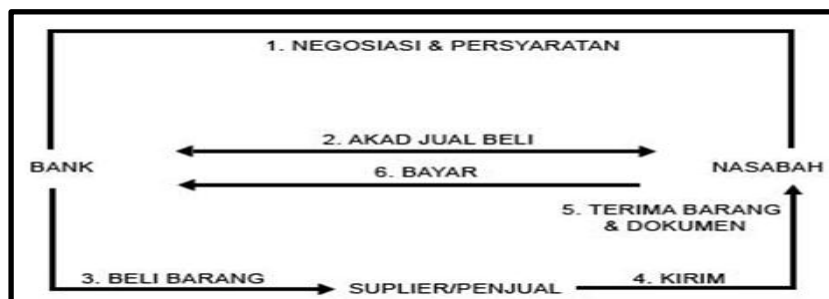 1. NEGOSIASI & PERSYARATAN
2. AKAD JUAL BELI
BANK
NASABAH
6. BAYAR
5. TERIMA BARANG
& DOKUMEN
3. BELI BARANG
SUPLIER/PENJUAL
4. KIRIM